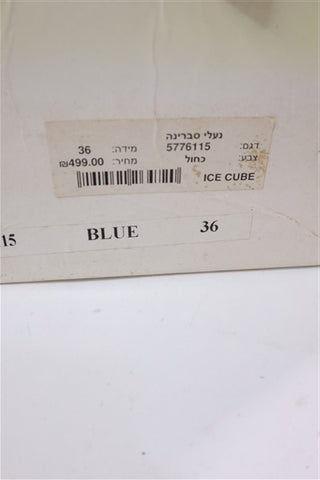 נעלי סברינה
דגם: 5776115 מידה: 36
צבע: כחול מחיר: 499.00₪
ICE CUBE
15 BLUE 36